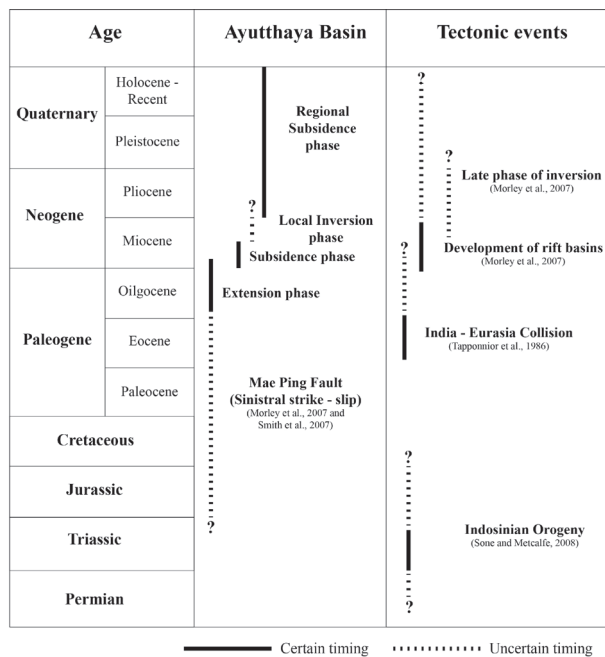 Age
Ayutthaya Basin
Tectonic events
Quaternary
Holocene -
Recent
Pleistocene
Neogene
Pliocene
Miocene
Paleogene
Oilgocene
Eocene
Paleocene
Cretaceous
Jurassic
Triassic
Permian
Regional
Subsidence
phase
?
Local Inversion
phase
Subsidence phase
Extension phase
Mae Ping Fault
(Sinistral strike - slip)
(Morley et al., 2007 and
Smith et al., 2007)
?
?
?
Late phase of inversion
(Morley et al., 2007)
?
Development of rift basins
(Morley et al., 2007)
India - Eurasia Collision
(Tapponnior et al., 1986)
?
Indosinian Orogeny
(Sone and Metcalfe, 2008)
?
Certain timing
Uncertain timing